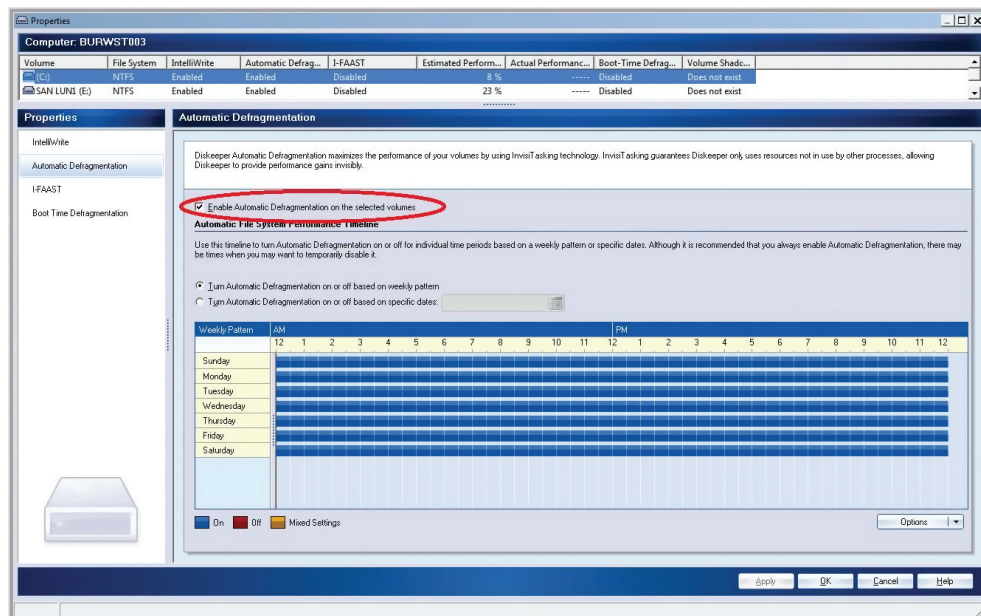 Properties
Computer: BURWST003
Volume File System IntelliWrite Automatic Defrag... I-FAAST Estimated Perform... Actual Performanc... Boot-Time Defrag... Volume Shadc...
(C:) NTFS Enabled Enabled Disabled 8 % ----- Disabled Does not exist
SAN LUN1 (E:) NTFS Enabled Enabled Disabled 23 % ----- Disabled Does not exist
Properties
IntelliWrite
Automatic Defragmentation
I-FAAST
Boot Time Defragmentation
Automatic Defragmentation
Diskeeper Automatic Defragmentation maximizes the performance of your volumes by using InvisiTasking technology. InvisiTasking guarantees Diskeeper only uses resources not in use by other processes, allowing
Diskeeper to provide performance gains invisibly.
Enable Automatic Defragmentation on the selected volumes
Automatic File System Performance Timeline
Use this timeline to turn Automatic Defragmentation on or off for individual time periods based on a weekly pattern or specific dates. Although it is recommended that you always enable Automatic Defragmentation, there may
be times when you may want to temporarily disable it.
Turn Automatic Defragmentation on or off based on weekly pattern
Turn Automatic Defragmentation on or off based on specific dates:
Weekly Pattern AM PM
12 1 2 3 4 5 6 7 8 9 10 11 12 1 2 3 4 5 6 7 8 9 10 11 12
Sunday
Monday
Tuesday
Wednesday
Thursday
Friday
Saturday
On Off Mixed Settings
Options
Apply OK Cancel Help